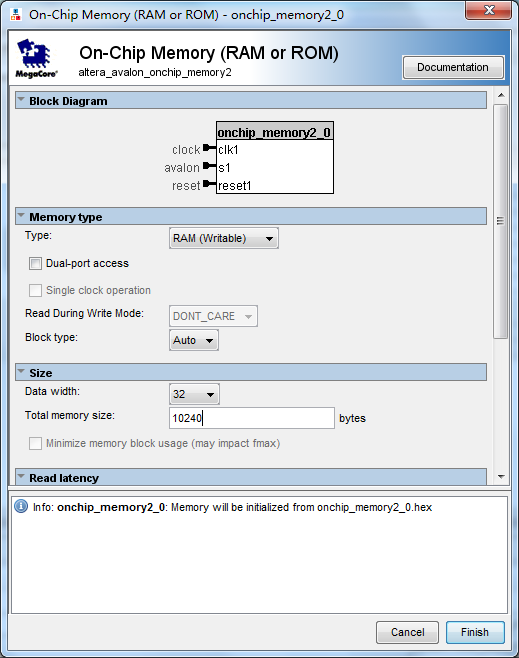 On-Chip Memory (RAM or ROM) - onchip_memory2_0
On-Chip Memory (RAM or ROM)
MegaCore®
altera_avalon_onchip_memory2
Documentation
Block Diagram
onchip_memory2_0
clock clk1
avalon s1
reset reset1
Memory type
Type: RAM (Writable)
Dual-port access
Single clock operation
Read During Write Mode: DONT_CARE
Block type: Auto
Size
Data width: 32
Total memory size: 10240 bytes
Minimize memory block usage (may impact fmax)
Read latency
Info: onchip_memory2_0: Memory will be initialized from onchip_memory2_0.hex
Cancel Finish